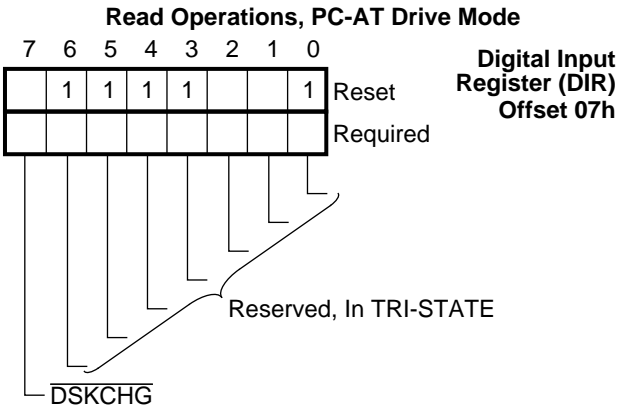 Read Operations, PC-AT Drive Mode
7 6 5 4 3 2 1 0
Digital Input
Register (DIR)
Offset 07h
1 1 1 1 1 Reset
Required
Reserved, In TRI-STATE
DSKCHG